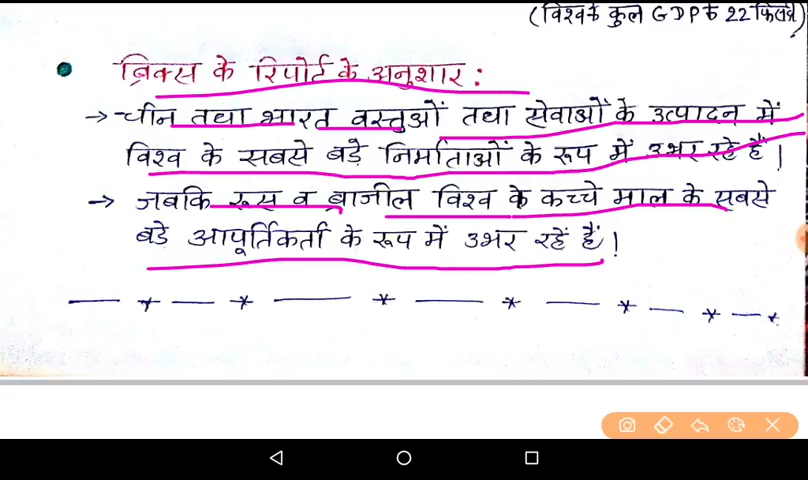 (विश्व के कुल GDP के 22 फिसदी)
ब्रिक्स के रिपोर्ट के अनुशार :
→ चीन तथा भारत वस्तुओं तथा सेवाओं के उत्पादन में
विश्व के सबसे बड़े निर्माताओं के रूप में उभर रहे हैं।
→ जबकि रूस व ब्राजील विश्व के कच्चे माल के सबसे
बडे आपूर्तिकर्ता के रूप में उभर रहें हैं।